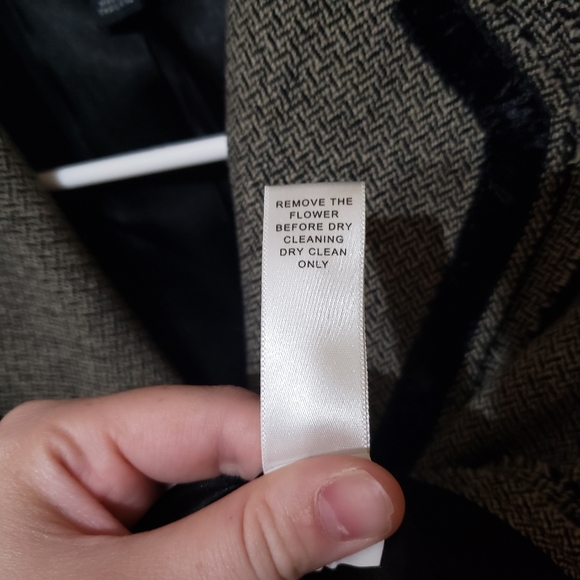 REMOVE THE
FLOWER
BEFORE DRY
CLEANING
DRY CLEAN
ONLY